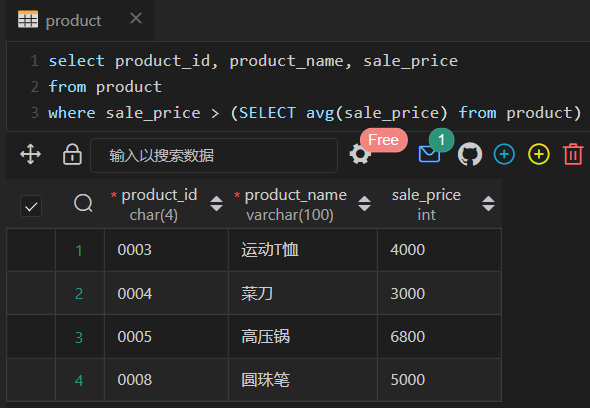 product
1 select product_id, product_name, sale_price
2 from product
3 where sale_price > (SELECT avg(sale_price) from product)
输入以搜索数据 Free 1
* product_id * product_name sale_price
char(4) varchar(100) int
1 0003 运动T恤 4000
2 0004 菜刀 3000
3 0005 高压锅 6800
4 0008 圆珠笔 5000